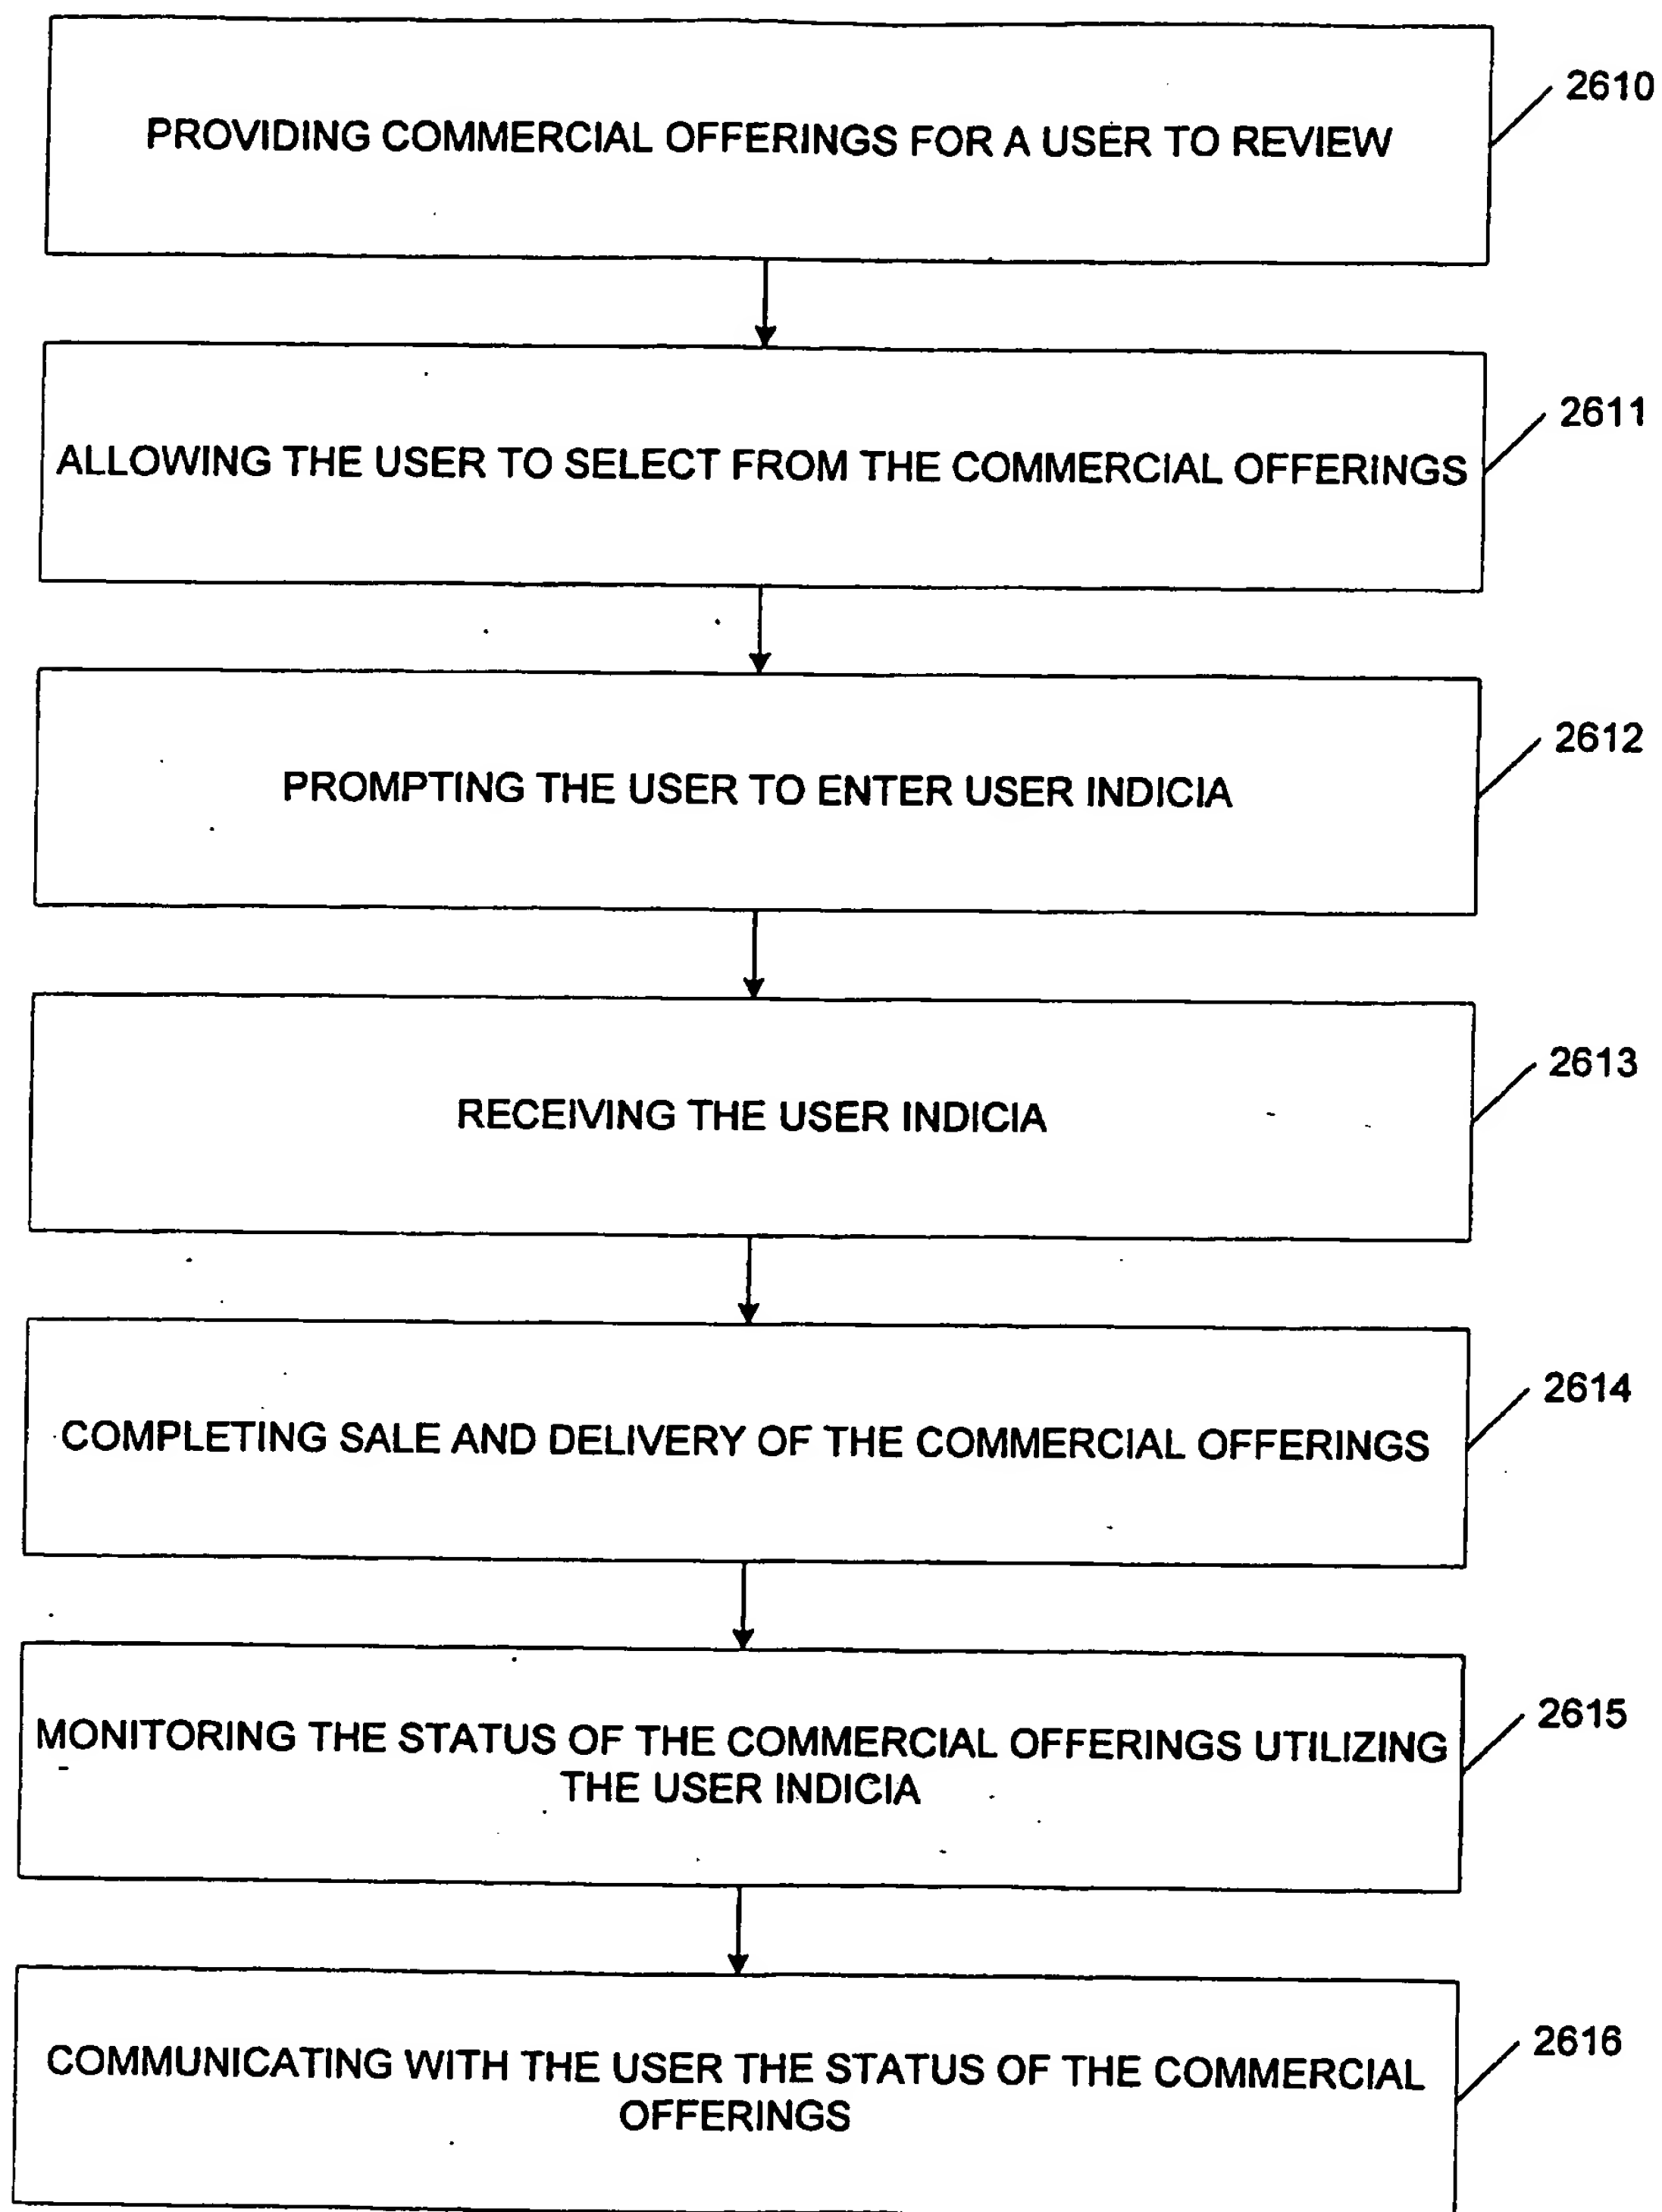 PROVIDING COMMERCIAL OFFERINGS FOR A USER TO REVIEW
2610
ALLOWING THE USER TO SELECT FROM THE COMMERCIAL OFFERINGS
2611
PROMPTING THE USER TO ENTER USER INDICIA
2612
RECEIVING THE USER INDICIA
2613
COMPLETING SALE AND DELIVERY OF THE COMMERCIAL OFFERINGS
2614
MONITORING THE STATUS OF THE COMMERCIAL OFFERINGS UTILIZING
THE USER INDICIA
2615
COMMUNICATING WITH THE USER THE STATUS OF THE COMMERCIAL
OFFERINGS
2616